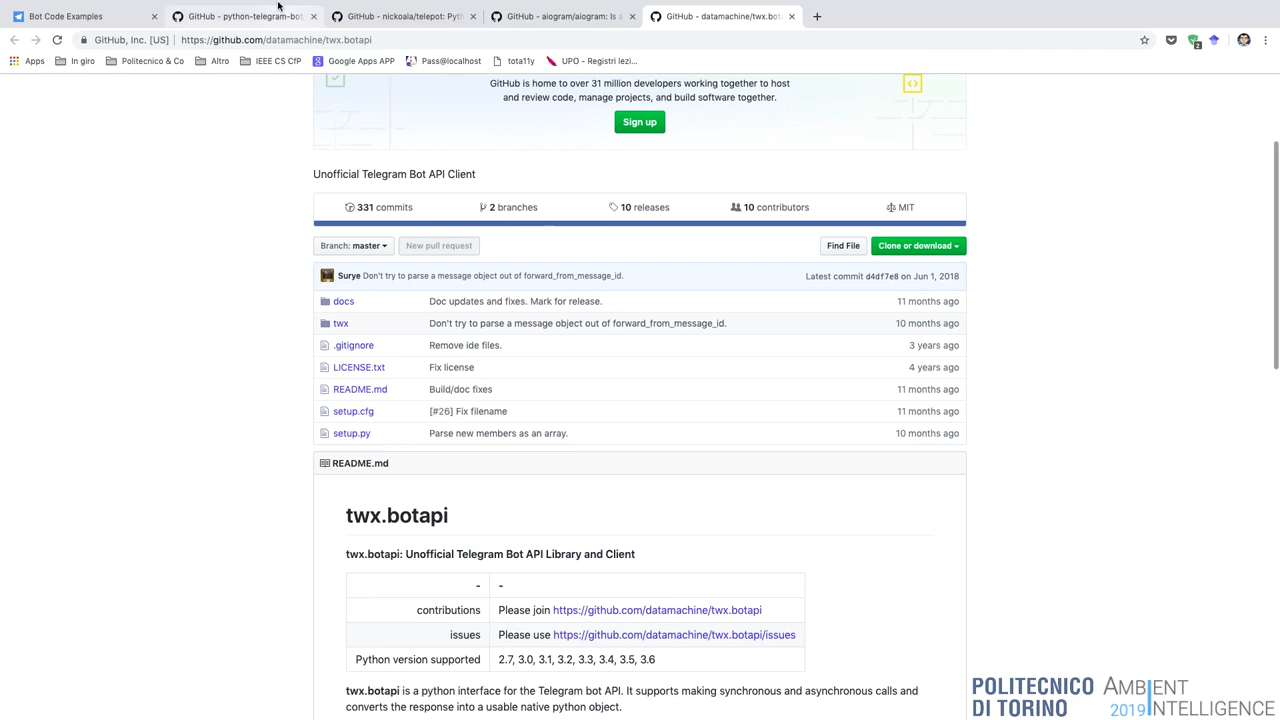 Bot Code Examples
GitHub - python-telegram-bot,
GitHub - nickoala/telepot: Pyth
GitHub - aiogram/aiogram: Is a
GitHub - datamachine/twx.bota
GitHub, Inc. [US] https://github.com/datamachine/twx.botapi
Apps In giro Politecnico & Co Altro IEEE CS CfP Google Apps APP Pass@localhost tota11y UPO - Registri lezi...
GitHub is home to over 31 million developers working together to host
and review code, manage projects, and build software together.
Sign up
Unofficial Telegram Bot API Client
331 commits 2 branches 10 releases 10 contributors MIT
Branch: master New pull request Find File Clone or download
Surye Don't try to parse a message object out of forward_from_message_id. Latest commit d4df7e8 on Jun 1, 2018
docs Doc updates and fixes. Mark for release. 11 months ago
twx Don't try to parse a message object out of forward_from_message_id. 10 months ago
.gitignore Remove ide files. 3 years ago
LICENSE.txt Fix license 4 years ago
README.md Build/doc fixes 11 months ago
setup.cfg [#26] Fix filename 11 months ago
setup.py Parse new members as an array. 10 months ago
README.md
twx.botapi
twx.botapi: Unofficial Telegram Bot API Library and Client
- -
contributions Please join https://github.com/datamachine/twx.botapi
issues Please use https://github.com/datamachine/twx.botapi/issues
Python version supported 2.7, 3.0, 3.1, 3.2, 3.3, 3.4, 3.5, 3.6
twx.botapi is a python interface for the Telegram bot API. It supports making synchronous and asynchronous calls and
converts the response into a usable native python object.
POLITECNICO
DI TORINO
AMBIENT
2019 INTELLIGENCE